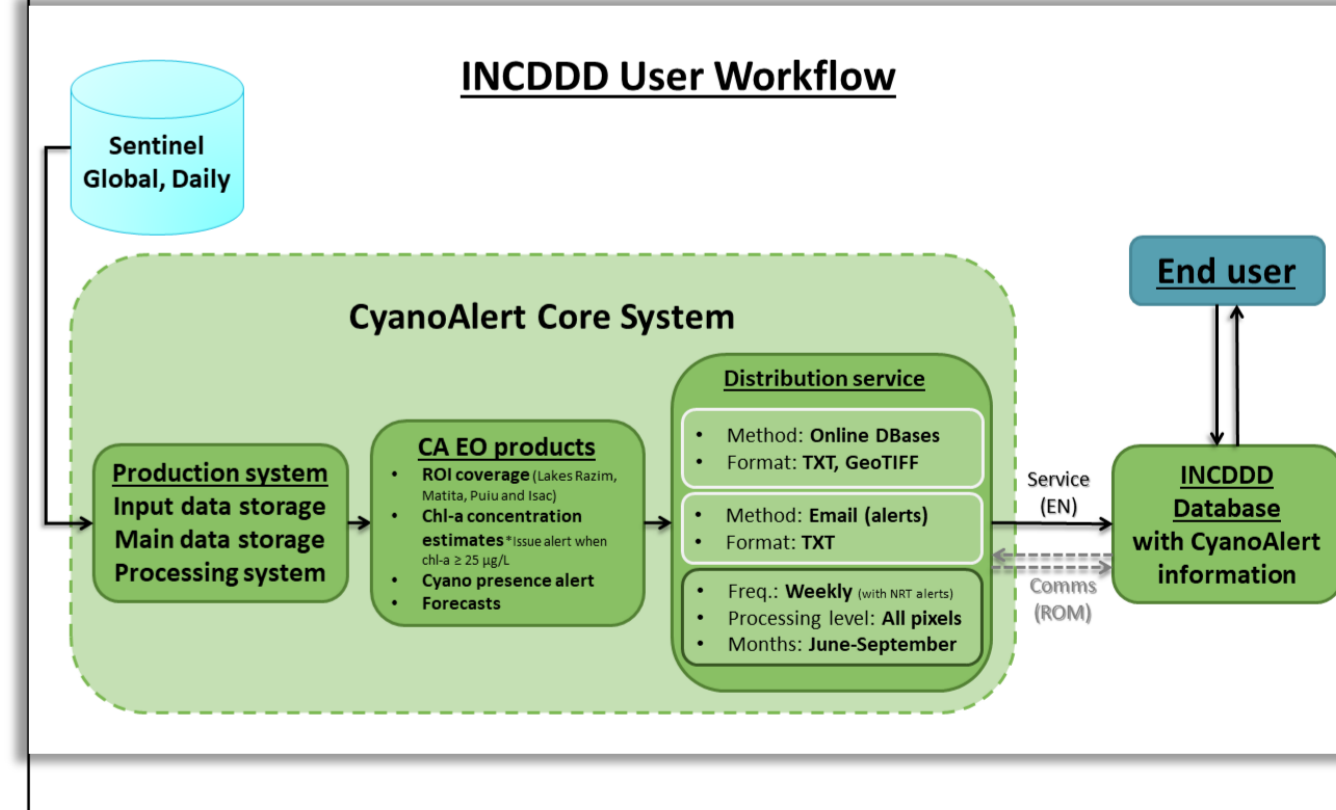 INCDDD User Workflow
Sentinel
Global, Daily
CyanoAlert Core System
Production system
Input data storage
Main data storage
Processing system
CA EO products
• ROI coverage (Lakes Razim,
Matita, Puiu and Isac)
• Chl-a concentration
estimates *Issue alert when
chl-a ≥ 25 µg/L
• Cyano presence alert
• Forecasts
Distribution service
• Method: Online DBases
• Format: TXT, GeoTIFF
• Method: Email (alerts)
• Format: TXT
• Freq.: Weekly (with NRT alerts)
• Processing level: All pixels
• Months: June-September
Service
(EN)
Comms
(ROM)
End user
INCDDD
Database
with CyanoAlert
information